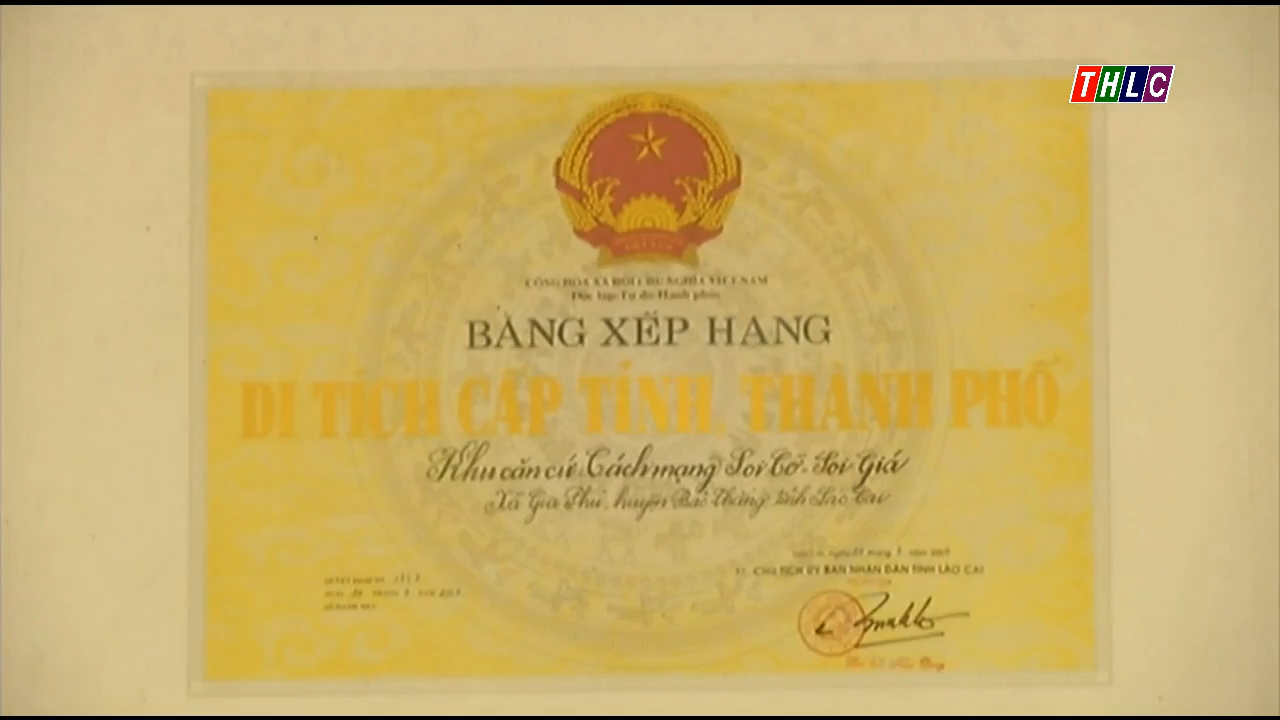 THLC
CỘNG HÒA XÃ HỘI CHỦ NGHĨA VIỆT NAM
Độc lập-Tự do-Hạnh phúc
BẰNG XẾP HẠNG
DI TÍCH CẤP TỈNH, THÀNH PHỐ
Khu căn cứ Cách mạng Soi Cờ - Soi Giá
Xã Gia Phú, huyện Bảo Thắng tỉnh Lào Cai
CHỦ TỊCH ỦY BAN NHÂN DÂN TỈNH LÀO CAI